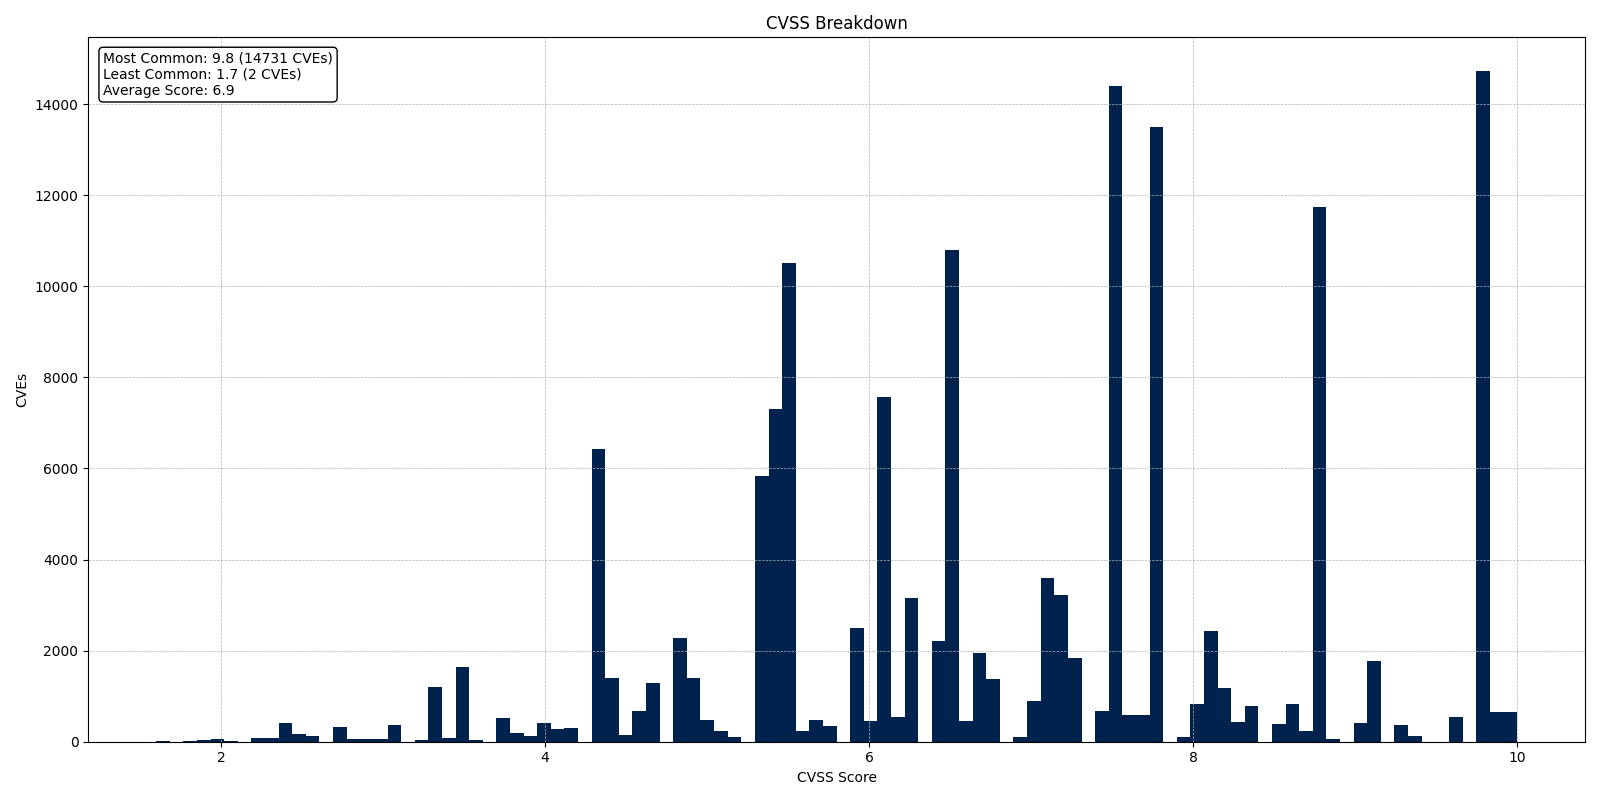 CVSS Breakdown
Most Common: 9.8 (14731 CVEs)
Least Common: 1.7 (2 CVEs)
Average Score: 6.9
14000
12000
10000
8000
6000
4000
2000
0
CVEs
2 4 6 8 10
CVSS Score